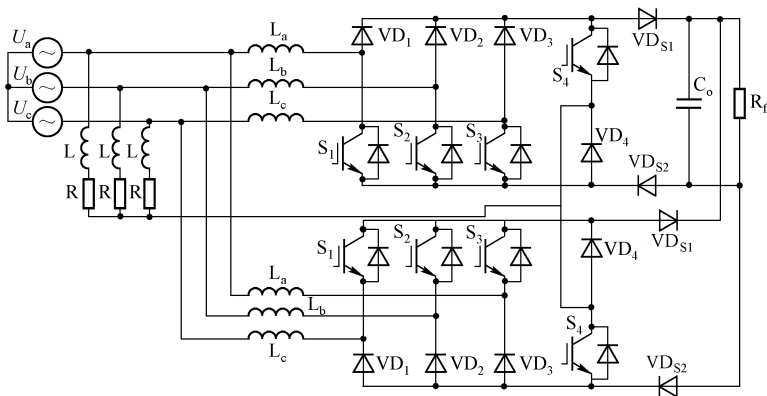 Ua
La
VD1
VD2
VD3
S4
VDS1
Ub
Lb
Co
Rf
Uc
Lc
L
L
L
S1
S2
S3
VD4
VDS2
R
R
R
S1
S2
S3
VD4
VDS1
La
Lb
S4
Lc
VD1
VD2
VD3
VDS2